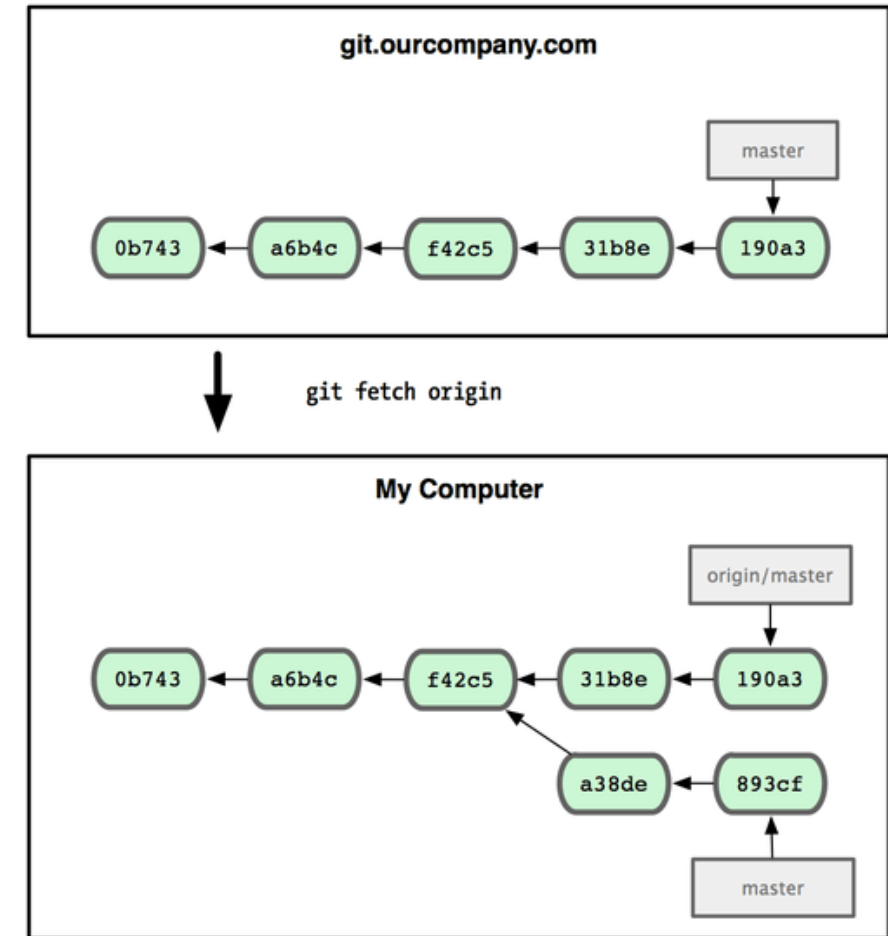 git.ourcompany.com
master
0b743 a6b4c f42c5 31b8e 190a3
git fetch origin
My Computer
origin/master
0b743 a6b4c f42c5 31b8e 190a3
a38de 893cf
master